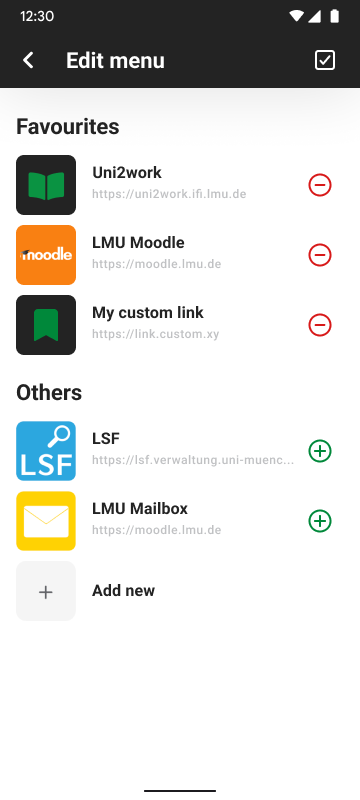 12:30
Edit menu
Favourites
Uni2work
https://uni2work.ifi.lmu.de
moodle
LMU Moodle
https://moodle.lmu.de
My custom link
https://link.custom.xy
Others
LSF
LSF
https://lsf.verwaltung.uni-muenc...
LMU Mailbox
https://moodle.lmu.de
Add new